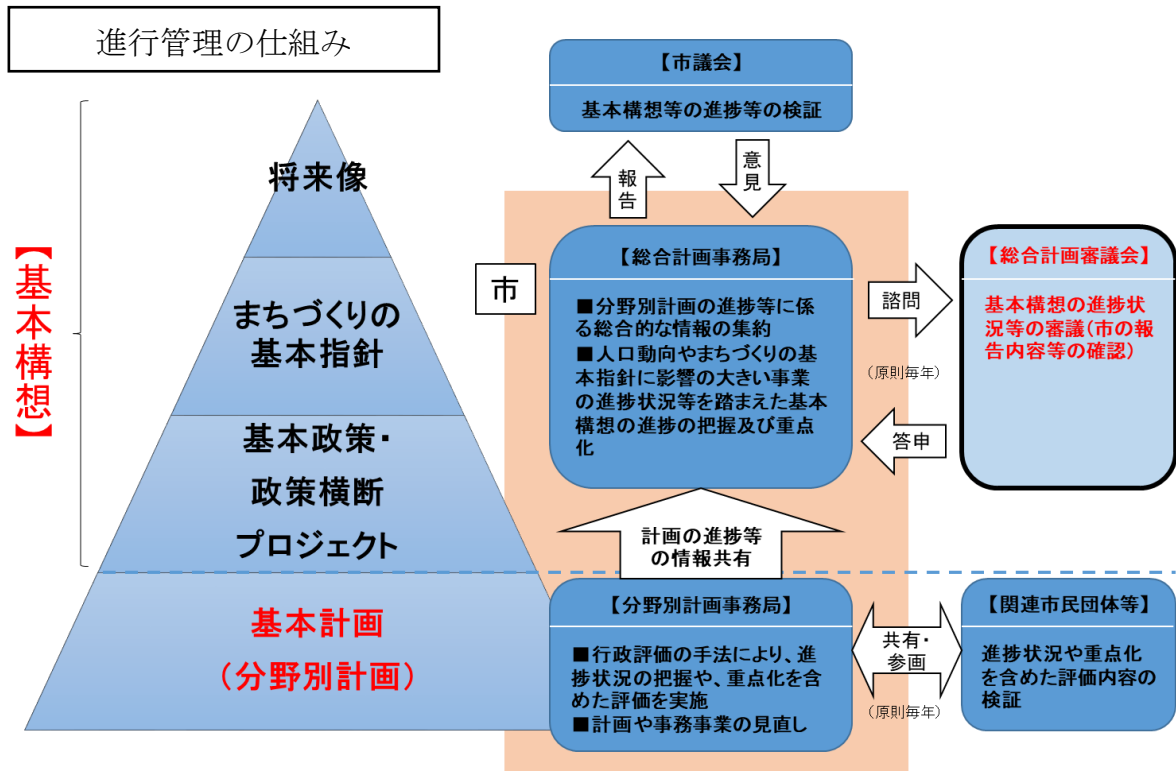 進行管理の仕組み
【基本構想】
将来像
まちづくりの
基本指針
基本政策・
政策横断
プロジェクト
基本計画
（分野別計画）
【市議会】
基本構想等の進捗等の検証
報告
意見
市
【総合計画事務局】
■分野別計画の進捗等に係
る総合的な情報の集約
■人口動向やまちづくりの基
本指針に影響の大きい事業
の進捗状況等を踏まえた基本
構想の進捗の把握及び重点
化
諮問
（原則毎年）
答申
【総合計画審議会】
基本構想の進捗状
況等の審議（市の報
告内容等の確認）
計画の進捗等
の情報共有
【分野別計画事務局】
■行政評価の手法により、進
捗状況の把握や、重点化を含
めた評価を実施
■計画や事務事業の見直し
共有・
参画
（原則毎年）
【関連市民団体等】
進捗状況や重点化
を含めた評価内容の
検証